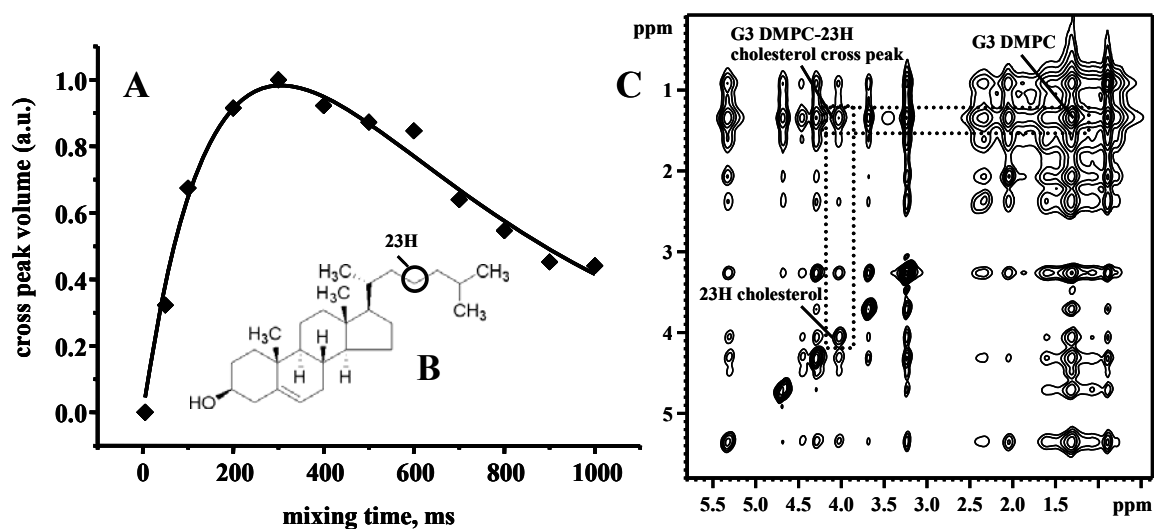 A
cross peak volume (a.u.)
1.0
0.8
0.6
0.4
0.2
0.0
0
200
400
600
800
1000
mixing time, ms
23H
H₃C
CH₃
H₃C
CH₃
H₃C
H
H
H
HO
B
C
ppm
G3 DMPC-23H
cholesterol cross peak
G3 DMPC
23H cholesterol
1
2
3
4
5
5.5
5.0
4.5
4.0
3.5
3.0
2.5
2.0
1.5
ppm